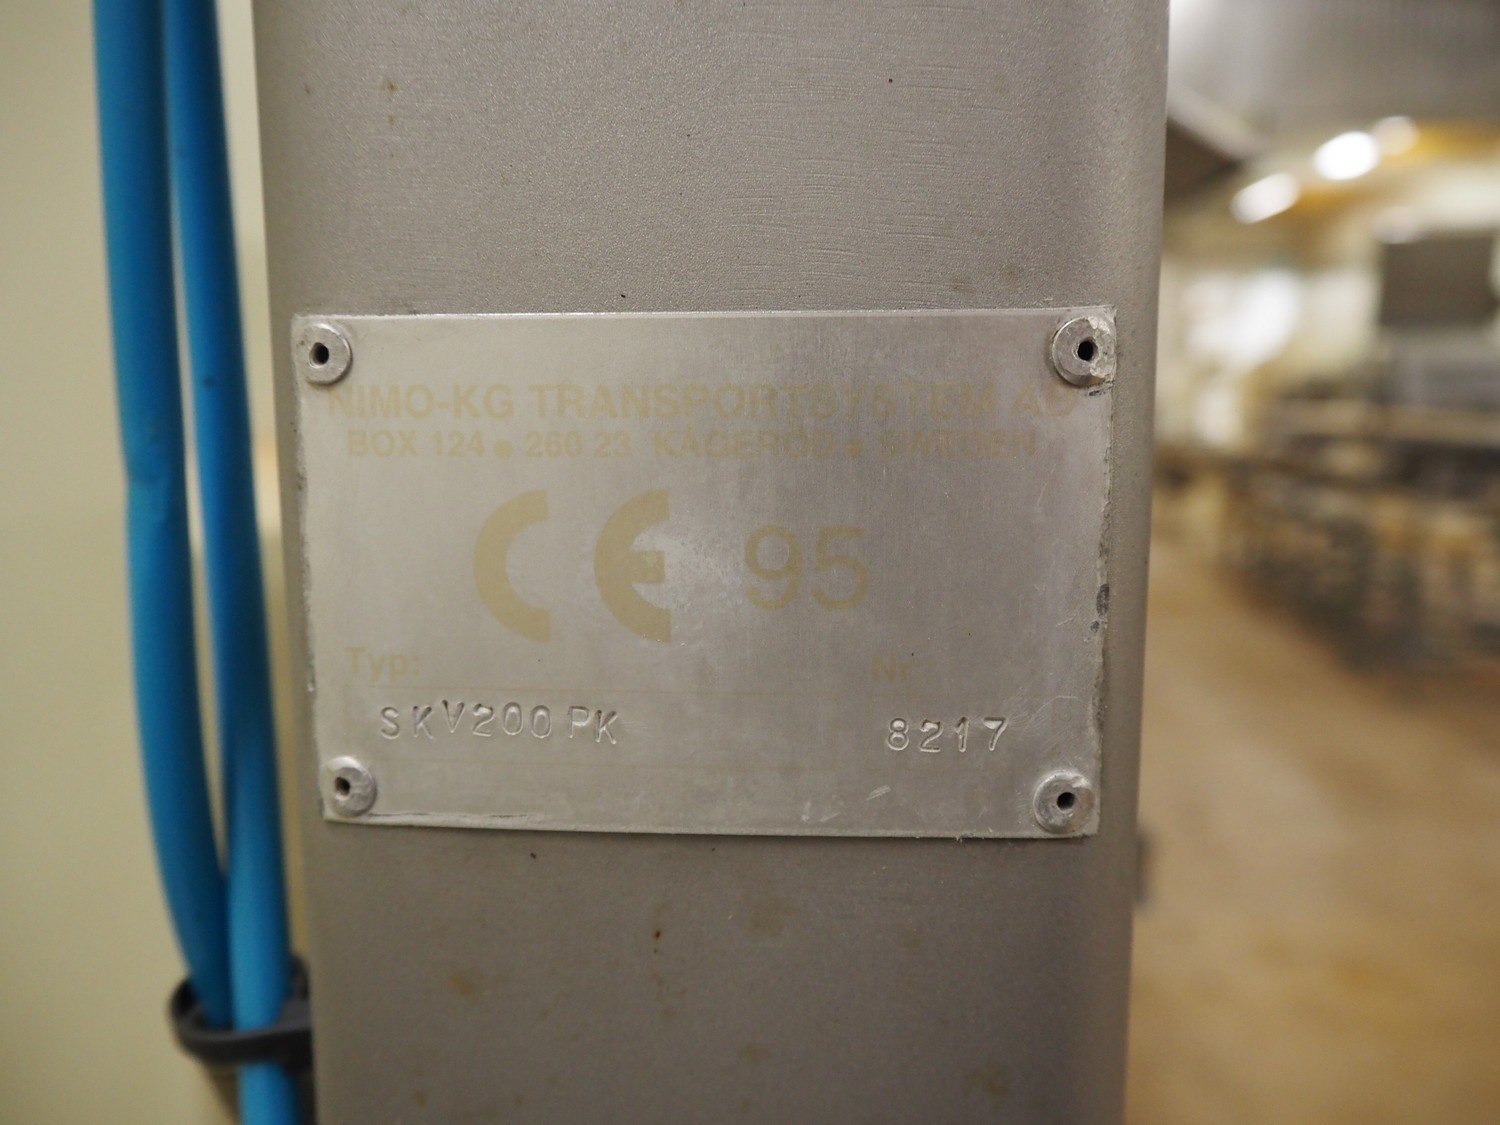 NIMO-KG TRANSPORTSYSTEM AB
BOX 124 • 260 23 KÅGERÖD • SWEDEN
CE 95
Typ: Nr
SKV200PK 8217